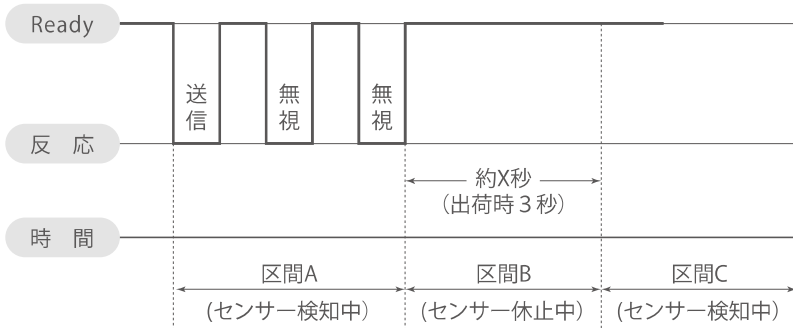 Ready
送信
無視
無視
反 応
約X秒
（出荷時３秒）
時 間
区間A
区間B
区間C
(センサー検知中）
(センサー休止中）
(センサー検知中）